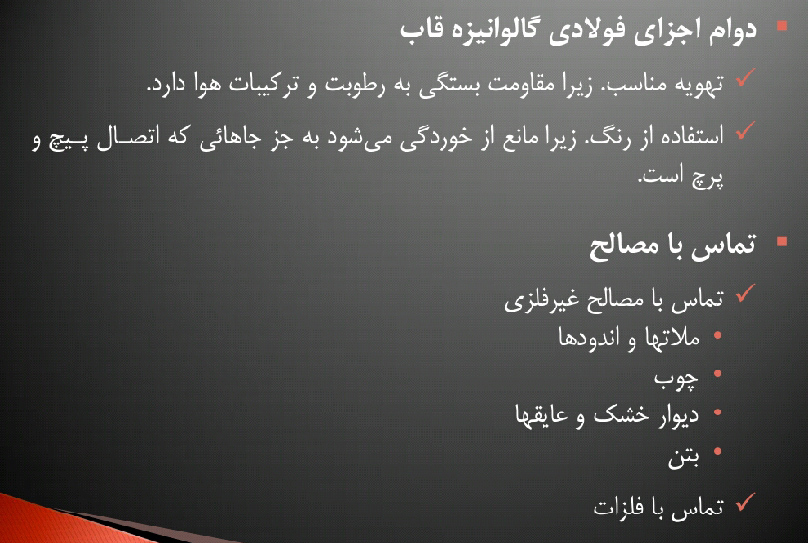 دوام اجزای فولادی گالوانیزه قاب
تهویه مناسب. زیرا مقاومت بستگی به رطوبت و ترکیبات هوا دارد.
استفاده از رنگ. زیرا مانع از خوردگی می‌شود به جز جاهائی که اتصـال پـیچ و
پرچ است.
تماس با مصالح
تماس با مصالح غیرفلزی
ملاتها و اندودها
چوب
دیوار خشک و عایقها
بتن
تماس با فلزات